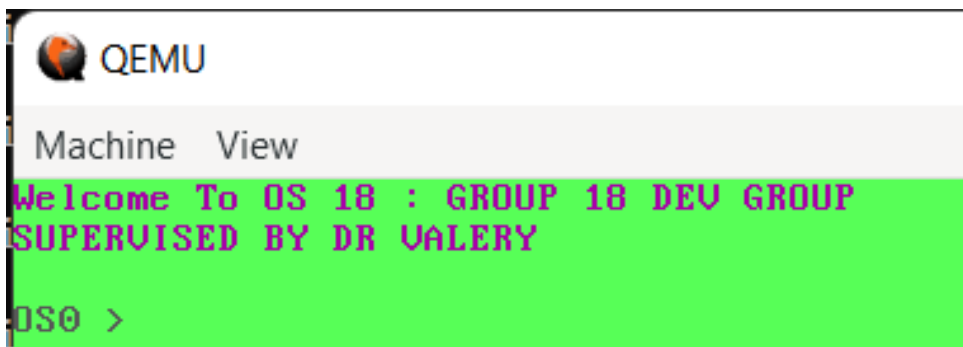 QEMU
Machine View
Welcome To OS 18 : GROUP 18 DEV GROUP
SUPERVISED BY DR VALERY
OS0 >